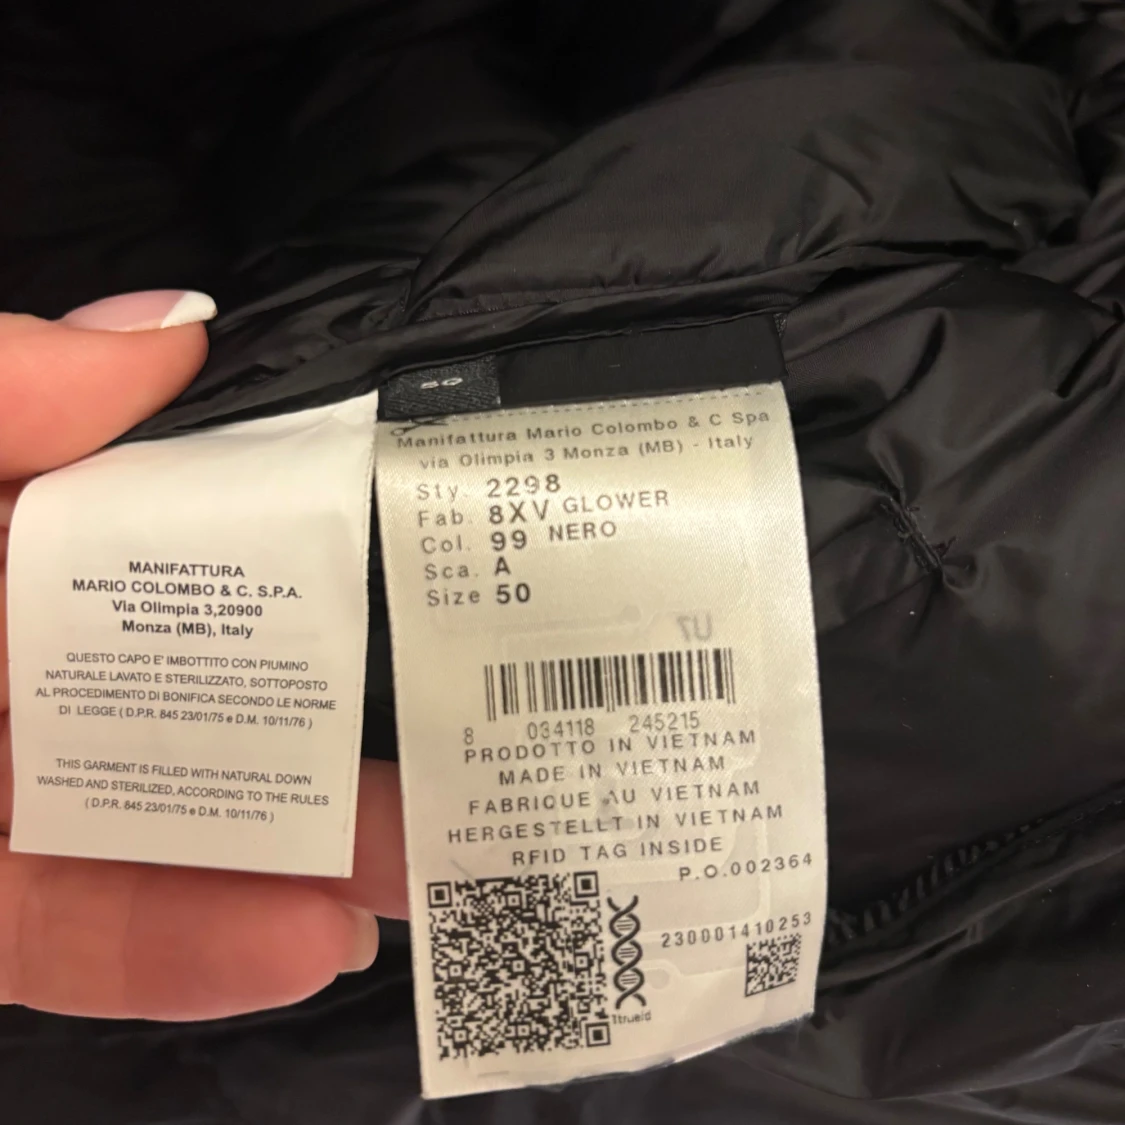 MANIFATTURA
MARIO COLOMBO & C. S.P.A.
Via Olimpia 3,20900
Monza (MB), Italy
QUESTO CAPO E' IMBOTTITO CON PIUMINO
NATURALE LAVATO E STERILIZZATO, SOTTOPOSTO
AL PROCEDIMENTO DI BONIFICA SECONDO LE NORME
DI LEGGE ( D.P.R. 845 23/01/75 e D.M. 10/11/76 )
THIS GARMENT IS FILLED WITH NATURAL DOWN
WASHED AND STERILIZED, ACCORDING TO THE RULES
( D.P.R. 845 23/01/75 e D.M. 10/11/76 )
50
Manifattura Mario Colombo & C Spa
via Olimpia 3 Monza (MB) - Italy
Sty. 2298
Fab. 8XV GLOWER
Col. 99 NERO
Sca. A
Size 50
U7
8 034118 245215
PRODOTTO IN VIETNAM
MADE IN VIETNAM
FABRIQUE AU VIETNAM
HERGESTELLT IN VIETNAM
RFID TAG INSIDE
P.O.002364
230001410253
1trueid